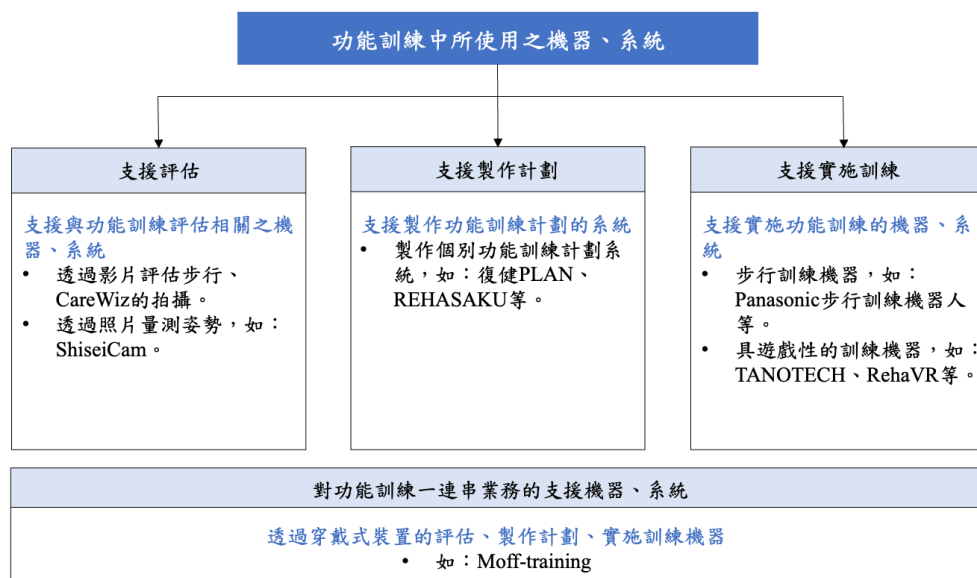 功能訓練中所使用之機器、系統
支援評估
支援與功能訓練評估相關之機
器、系統
• 透過影片評估步行、
CareWiz的拍攝。
• 透過照片量測姿勢，如：
ShiseiCam。
支援製作計劃
支援製作功能訓練計劃的系統
• 製作個別功能訓練計劃系
統，如：復健PLAN、
REHASAKU等。
支援實施訓練
支援實施功能訓練的機器、系
統
• 步行訓練機器，如：
Panasonic步行訓練機器人
等。
• 具遊戲性的訓練機器，如：
TANOTECH、RehaVR等。
對功能訓練一連串業務的支援機器、系統
透過穿戴式裝置的評估、製作計劃、實施訓練機器
• 如：Moff-training